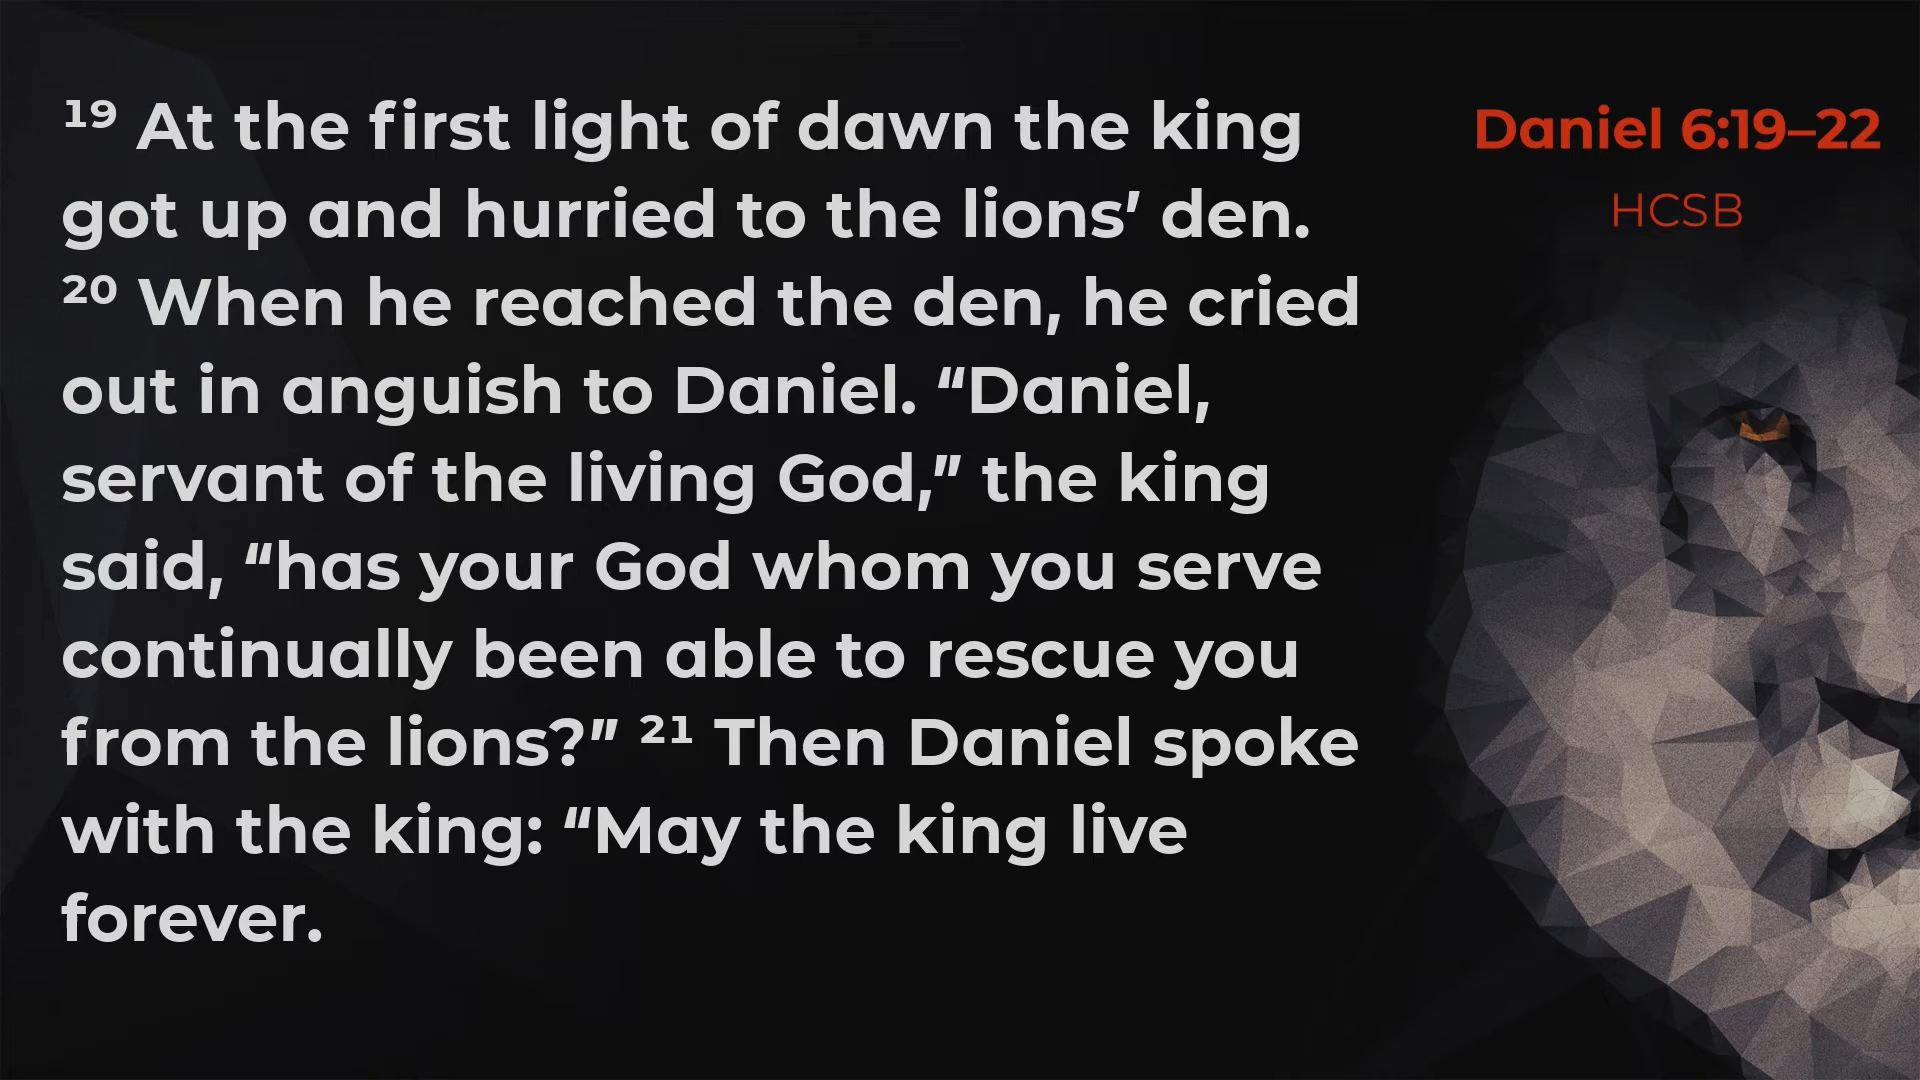 ¹⁹ At the first light of dawn the king
got up and hurried to the lions’ den.
²⁰ When he reached the den, he cried
out in anguish to Daniel. “Daniel,
servant of the living God,” the king
said, “has your God whom you serve
continually been able to rescue you
from the lions?” ²¹ Then Daniel spoke
with the king: “May the king live
forever.
Daniel 6:19–22
HCSB